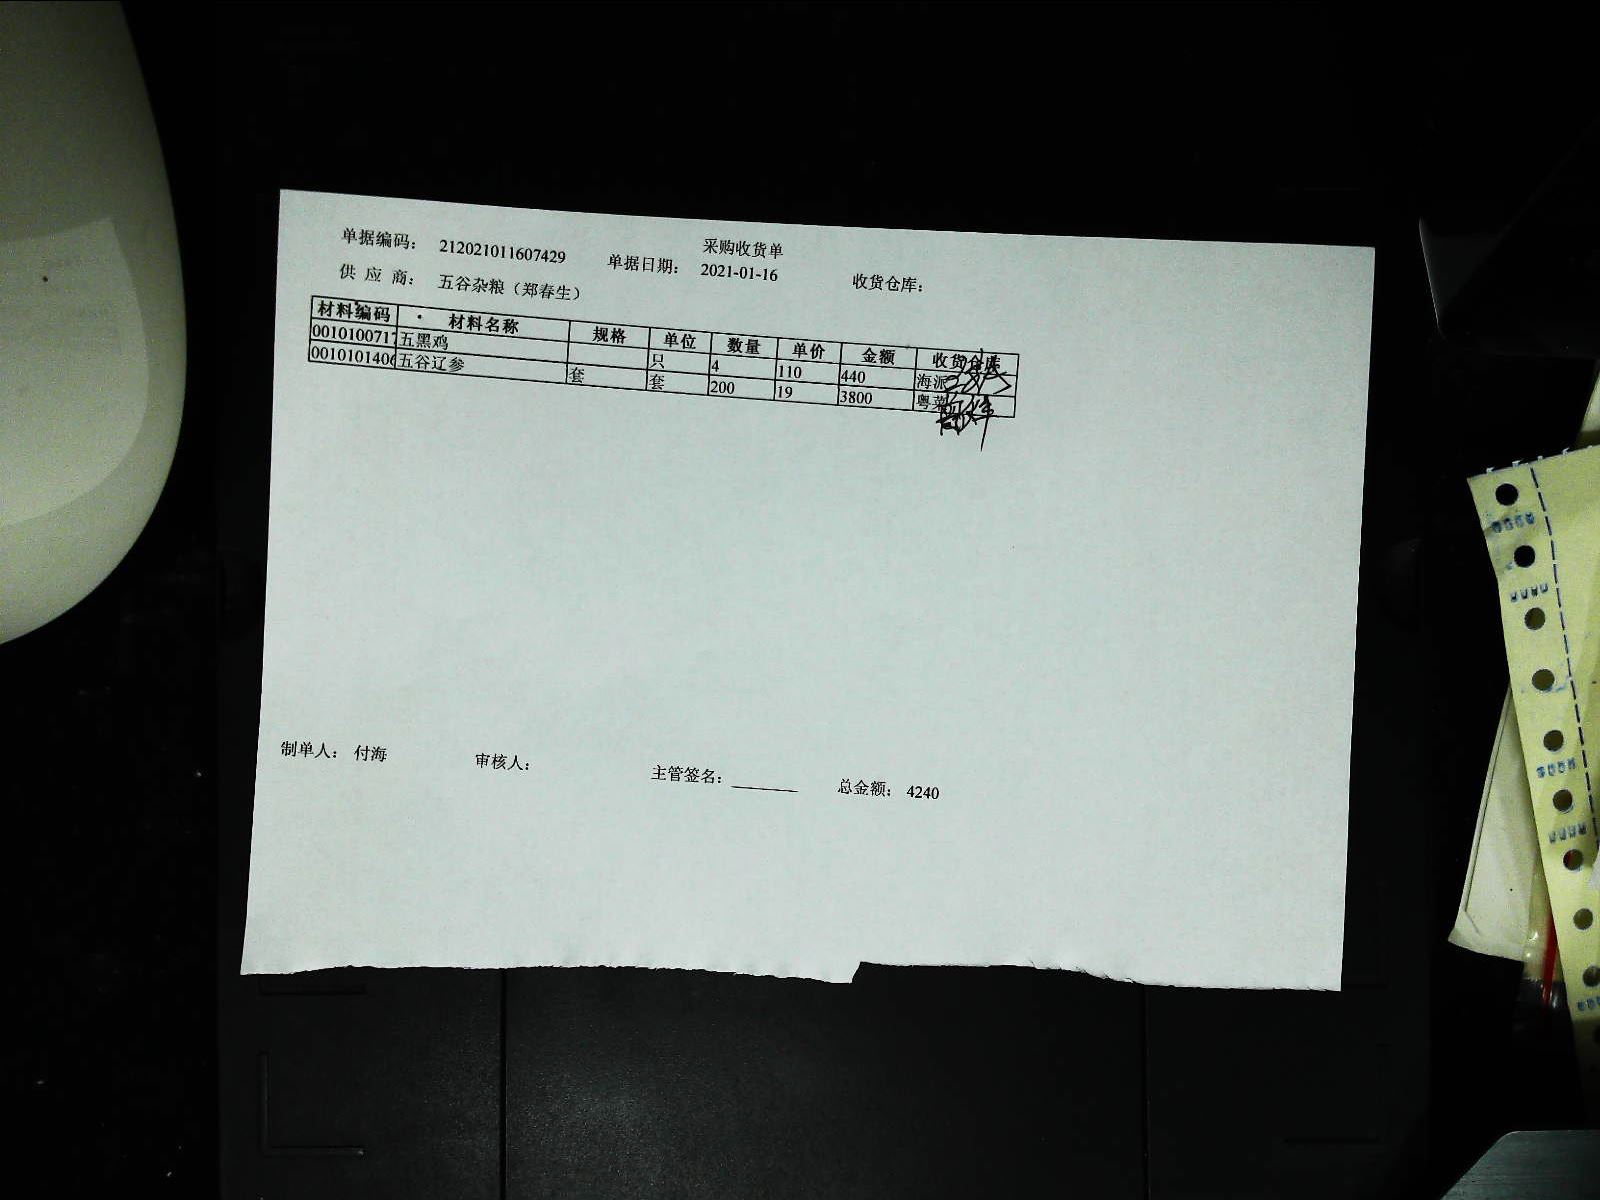 采购收货单
单据编码： 212021011607429 单据日期： 2021-01-16 收货仓库：
供 应 商： 五谷杂粮（郑春生）
材料编码 材料名称 规格 单位 数量 单价 金额 收货仓库
0010100717 五黑鸡 只 4 110 440 海派
0010101406 五谷辽参 套 套 200 19 3800 粤菜
制单人： 付海 审核人： 主管签名： 总金额： 4240